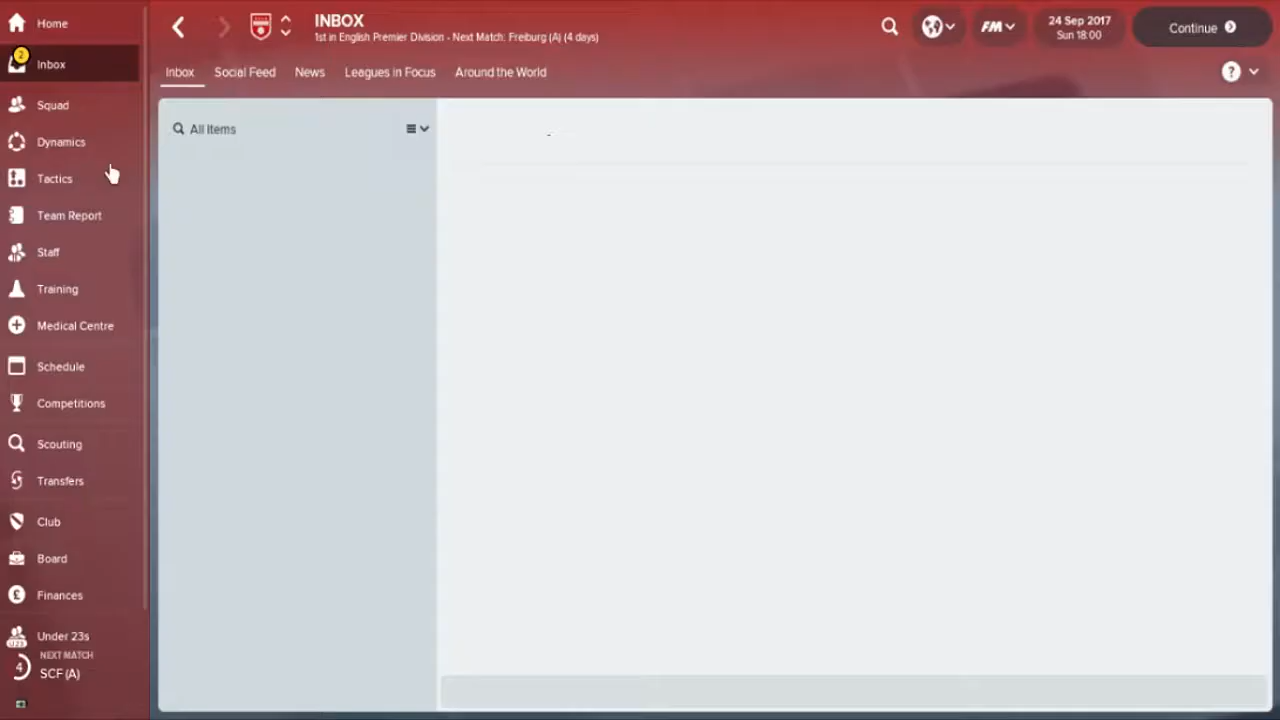 Home
2
Inbox
Squad
Dynamics
Tactics
Team Report
Staff
Training
Medical Centre
Schedule
Competitions
Scouting
Transfers
Club
Board
Finances
Under 23s
NEXT MATCH
4
SCF (A)
INBOX
1st in English Premier Division - Next Match: Freiburg (A) (4 days)
FM
24 Sep 2017
Sun 18:00
Continue
Inbox
Social Feed
News
Leagues in Focus
Around the World
?
All Items